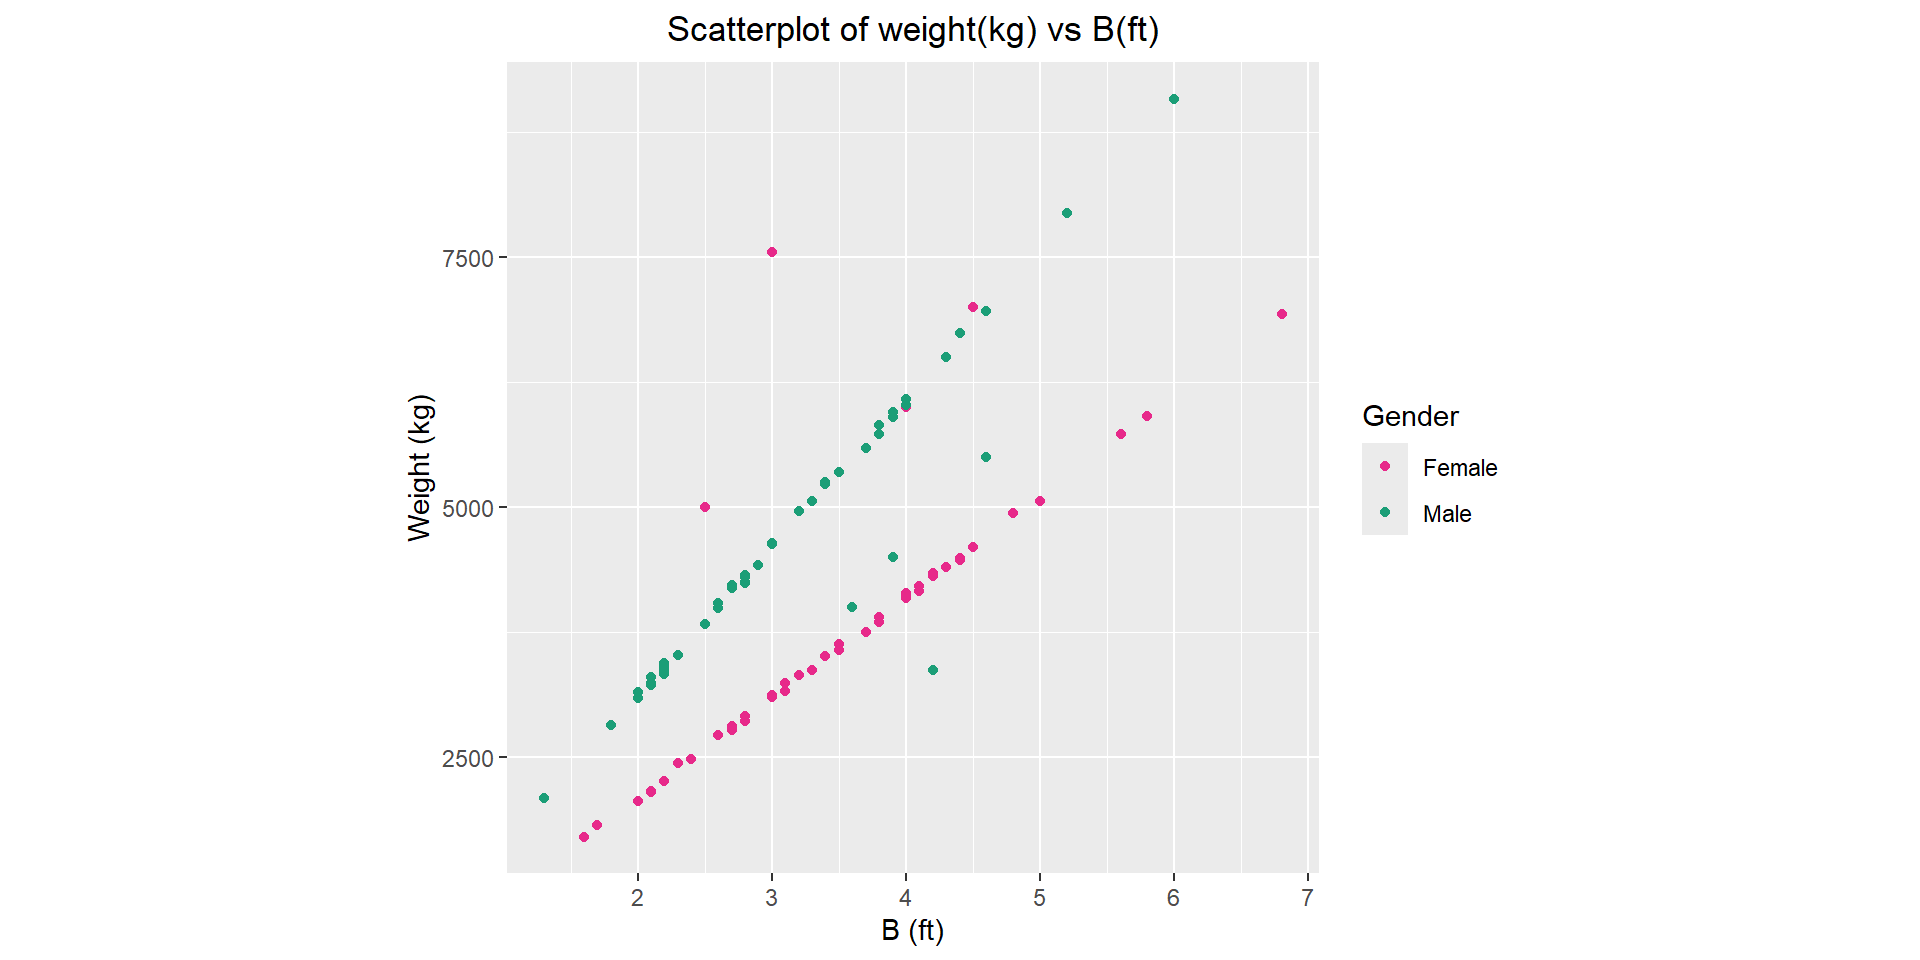 Scatterplot of weight(kg) vs B(ft)
Weight (kg)
7500
5000
2500
2 3 4 5 6 7
B (ft)
Gender
Female
Male